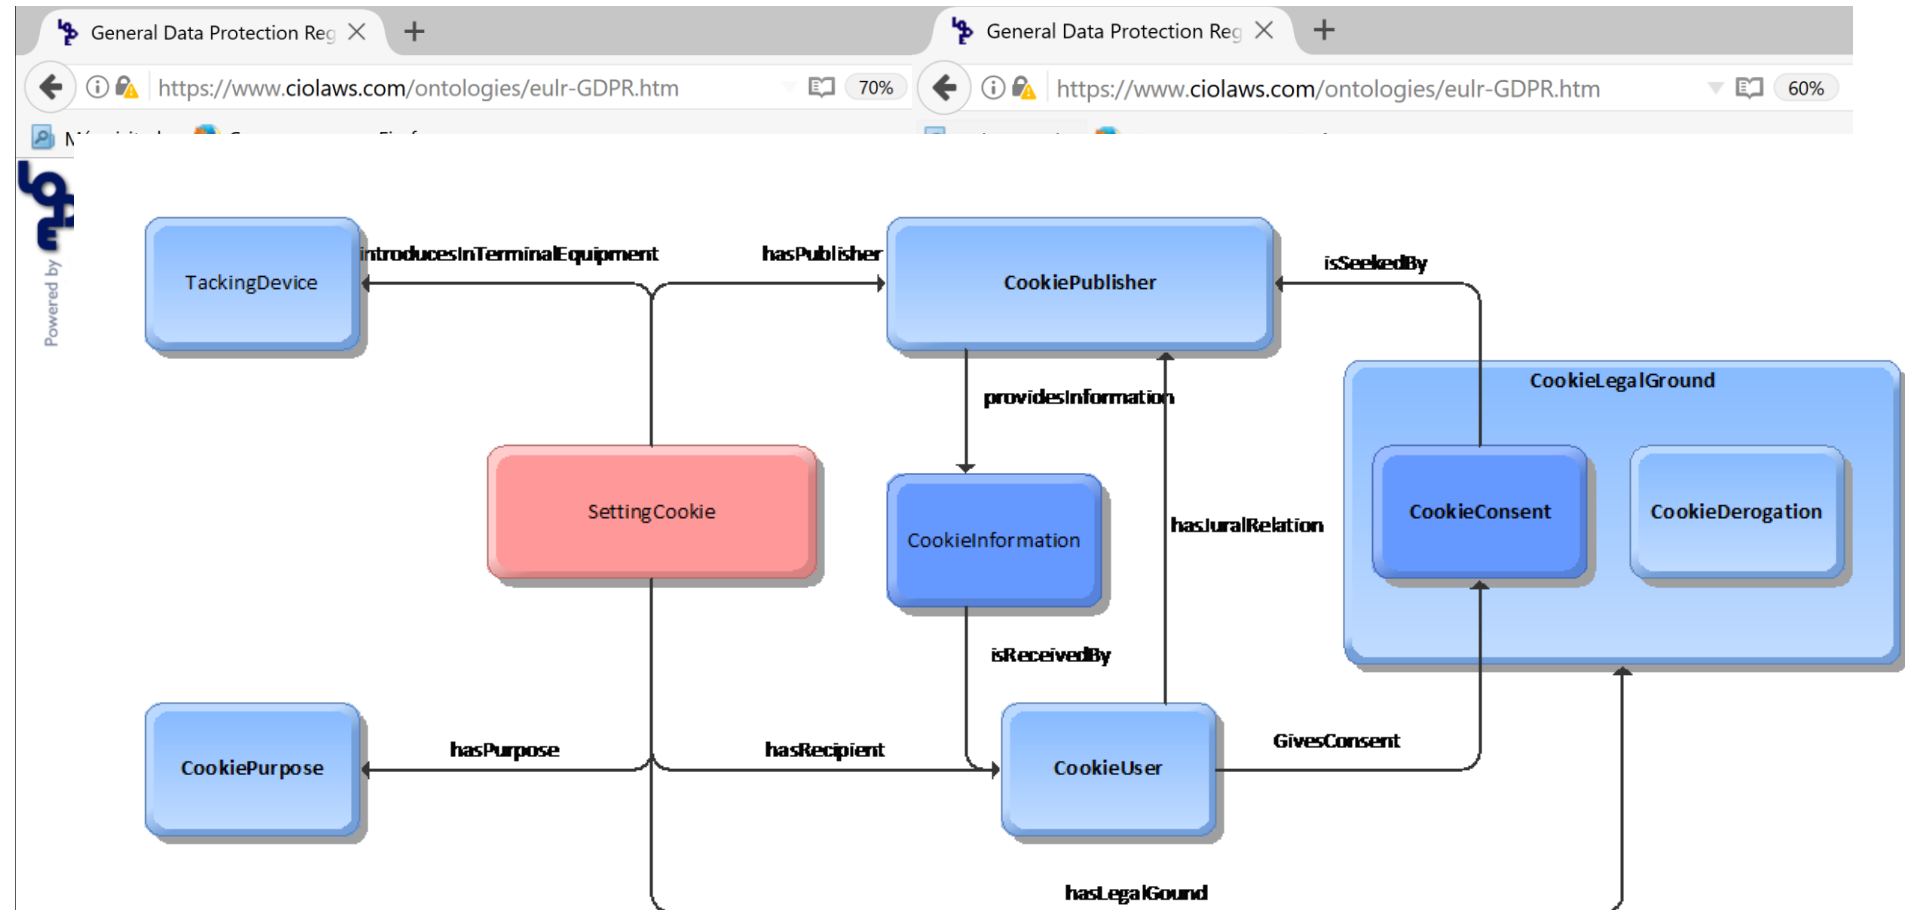 General Data Protection Reg
General Data Protection Reg
https://www.ciolaws.com/ontologies/eulr-GDPR.htm
70%
https://www.ciolaws.com/ontologies/eulr-GDPR.htm
60%
Powered by
introducesInTerminalEquipment
hasPublisher
isSeekedBy
TackingDevice
CookiePublisher
CookieLegalGround
providesInformation
SettingCookie
CookieInformation
hasJuralRelation
CookieConsent
CookieDerogation
isReceivedBy
CookiePurpose
hasPurpose
hasRecipient
CookieUser
GivesConsent
hasLegalGound